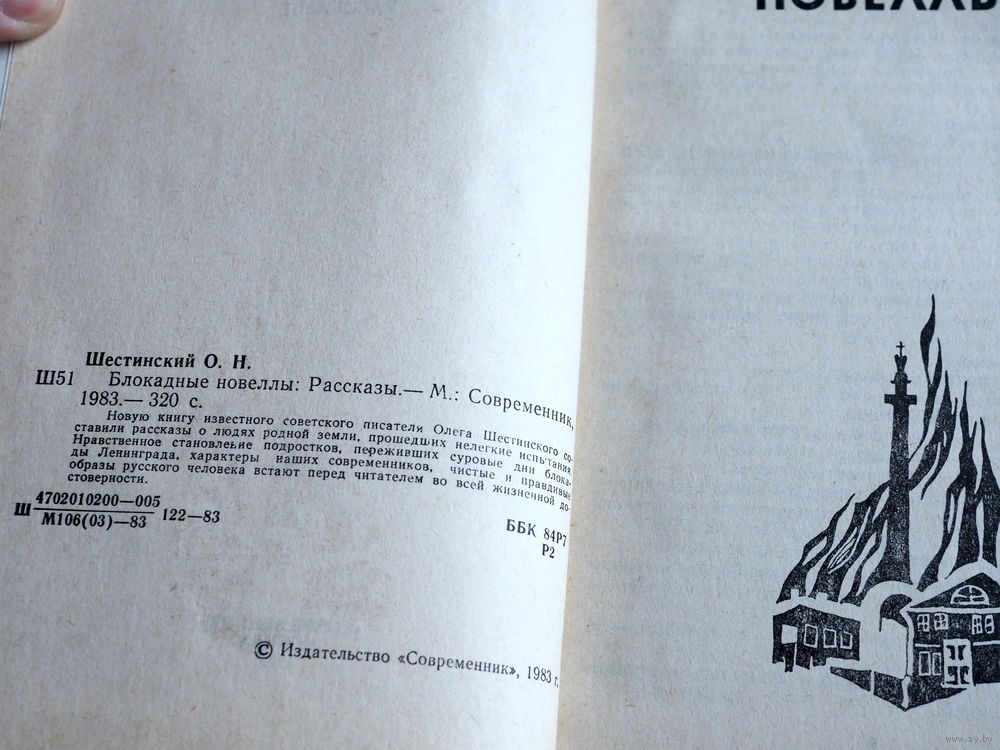 Шестинский О. Н.
Ш51 Блокадные новеллы: Рассказы.— М.: Современник,
1983.— 320 с.
Новую книгу известного советского писателя Олега Шестинского со-
ставили рассказы о людях родной земли, прошедших нелегкие испытания.
Нравственное становление подростков, переживших суровые дни блока-
ды Ленинграда, характеры наших современников, чистые и правдивые
образы русского человека встают перед читателем во всей жизненной до-
стоверности.
Ш 4702010200—005
М106(03)—83 122—83
ББК 84Р7
Р2
© Издательство «Современник», 1983 г.
www.ay.by